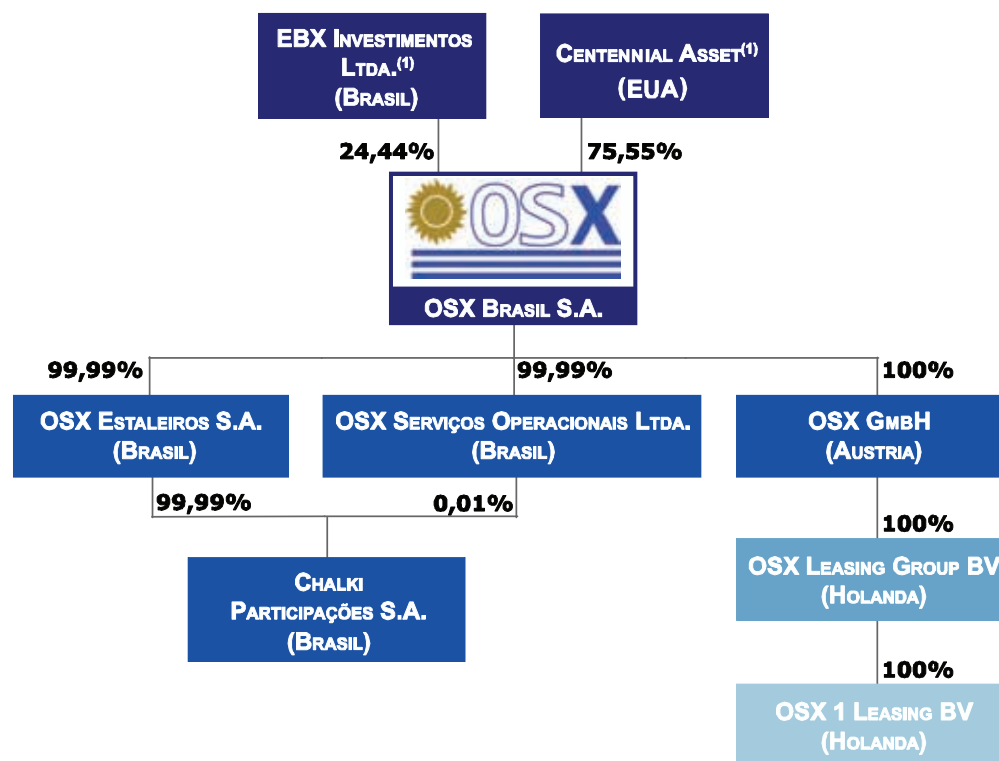 EBX Investimentos
Ltda.(1)
(Brasil)
Centennial Asset(1)
(EUA)
24,44%
75,55%
OSX
OSX Brasil S.A.
99,99%
99,99%
100%
OSX Estaleiros S.A.
(Brasil)
OSX Serviços Operacionais Ltda.
(Brasil)
OSX GmbH
(Austria)
99,99%
0,01%
100%
Chalki
Participações S.A.
(Brasil)
OSX Leasing Group BV
(Holanda)
100%
OSX 1 Leasing BV
(Holanda)